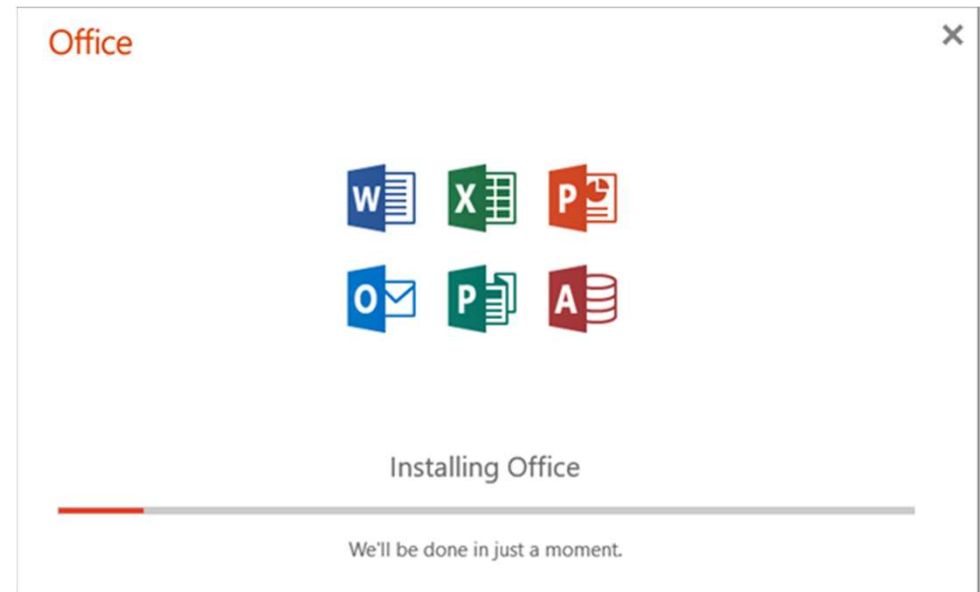 Office
W X P
O P A
Installing Office
We'll be done in just a moment.